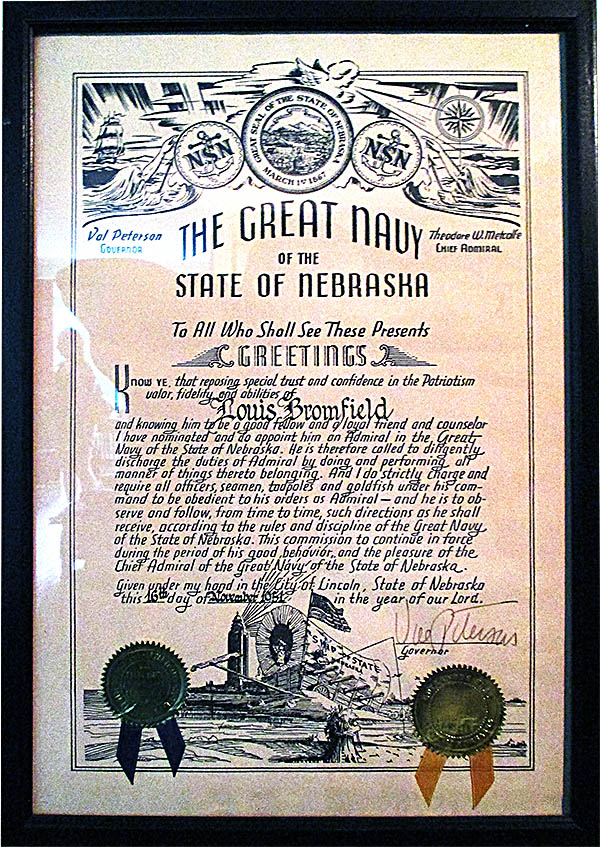 GREAT SEAL OF THE STATE OF NEBRASKA
MARCH 1ST 1867
NSN
NSN
Val Peterson
GOVERNOR
Theodore W. Metcalfe
CHIEF ADMIRAL
THE GREAT NAVY
OF THE
STATE OF NEBRASKA
To All Who Shall See These Presents
GREETINGS
KNOW YE, that reposing special trust and confidence in the Patriotism
valor, fidelity and abilities of
Louis Bromfield
and knowing him to be a good fellow and a loyal friend and counselor
I have nominated and do appoint him an Admiral in the Great
Navy of the State of Nebraska. He is therefore called to diligently
discharge the duties of Admiral by doing and performing all
manner of things thereto belonging. And I do strictly charge and
require all officers, seamen, tadpoles and goldfish under his com-
mand to be obedient to his orders as Admiral — and he is to ob-
serve and follow, from time to time, such directions as he shall
receive, according to the rules and discipline of the Great Navy
of the State of Nebraska. This commission to continue in force
during the period of his good behavior, and the pleasure of the
Chief Admiral of the Great Navy of the State of Nebraska.
Given under my hand in the City of Lincoln, State of Nebraska
this 16th day of November 1951 in the year of our Lord.
Val Peterson
Governor
SHIP of STATE